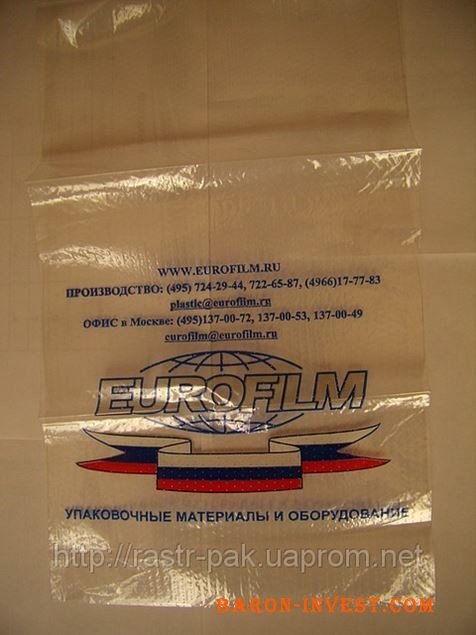 WWW.EUROFILM.RU
ПРОИЗВОДСТВО: (495) 724-29-44, 722-65-87, (4966)17-77-83
plastic@eurofilm.ru
ОФИС в Москве: (495)137-00-72, 137-00-53, 137-00-49
eurofilm@eurofilm.ru
EUROFILM
УПАКОВОЧНЫЕ МАТЕРИАЛЫ И ОБОРУДОВАНИЕ
http://rastr-pak.uaprom.net
BARON-INVEST.COM